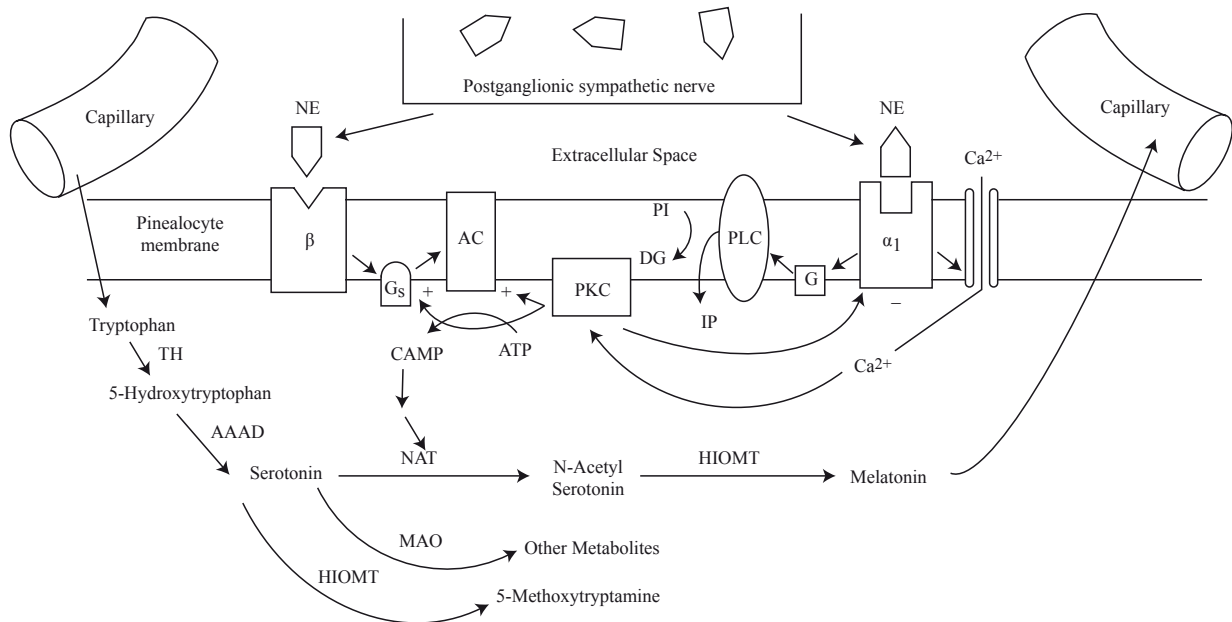 Postganglionic sympathetic nerve
Capillary
NE
NE
Capillary
Extracellular Space
Ca2+
Pinealocyte
membrane
β
AC
PI
PLC
α1
DG
Gs
+
+
PKC
G
–
IP
Tryptophan
CAMP
ATP
Ca2+
TH
5-Hydroxytryptophan
AAAD
Serotonin
NAT
N-Acetyl
Serotonin
HIOMT
Melatonin
MAO
Other Metabolites
HIOMT
5-Methoxytryptamine